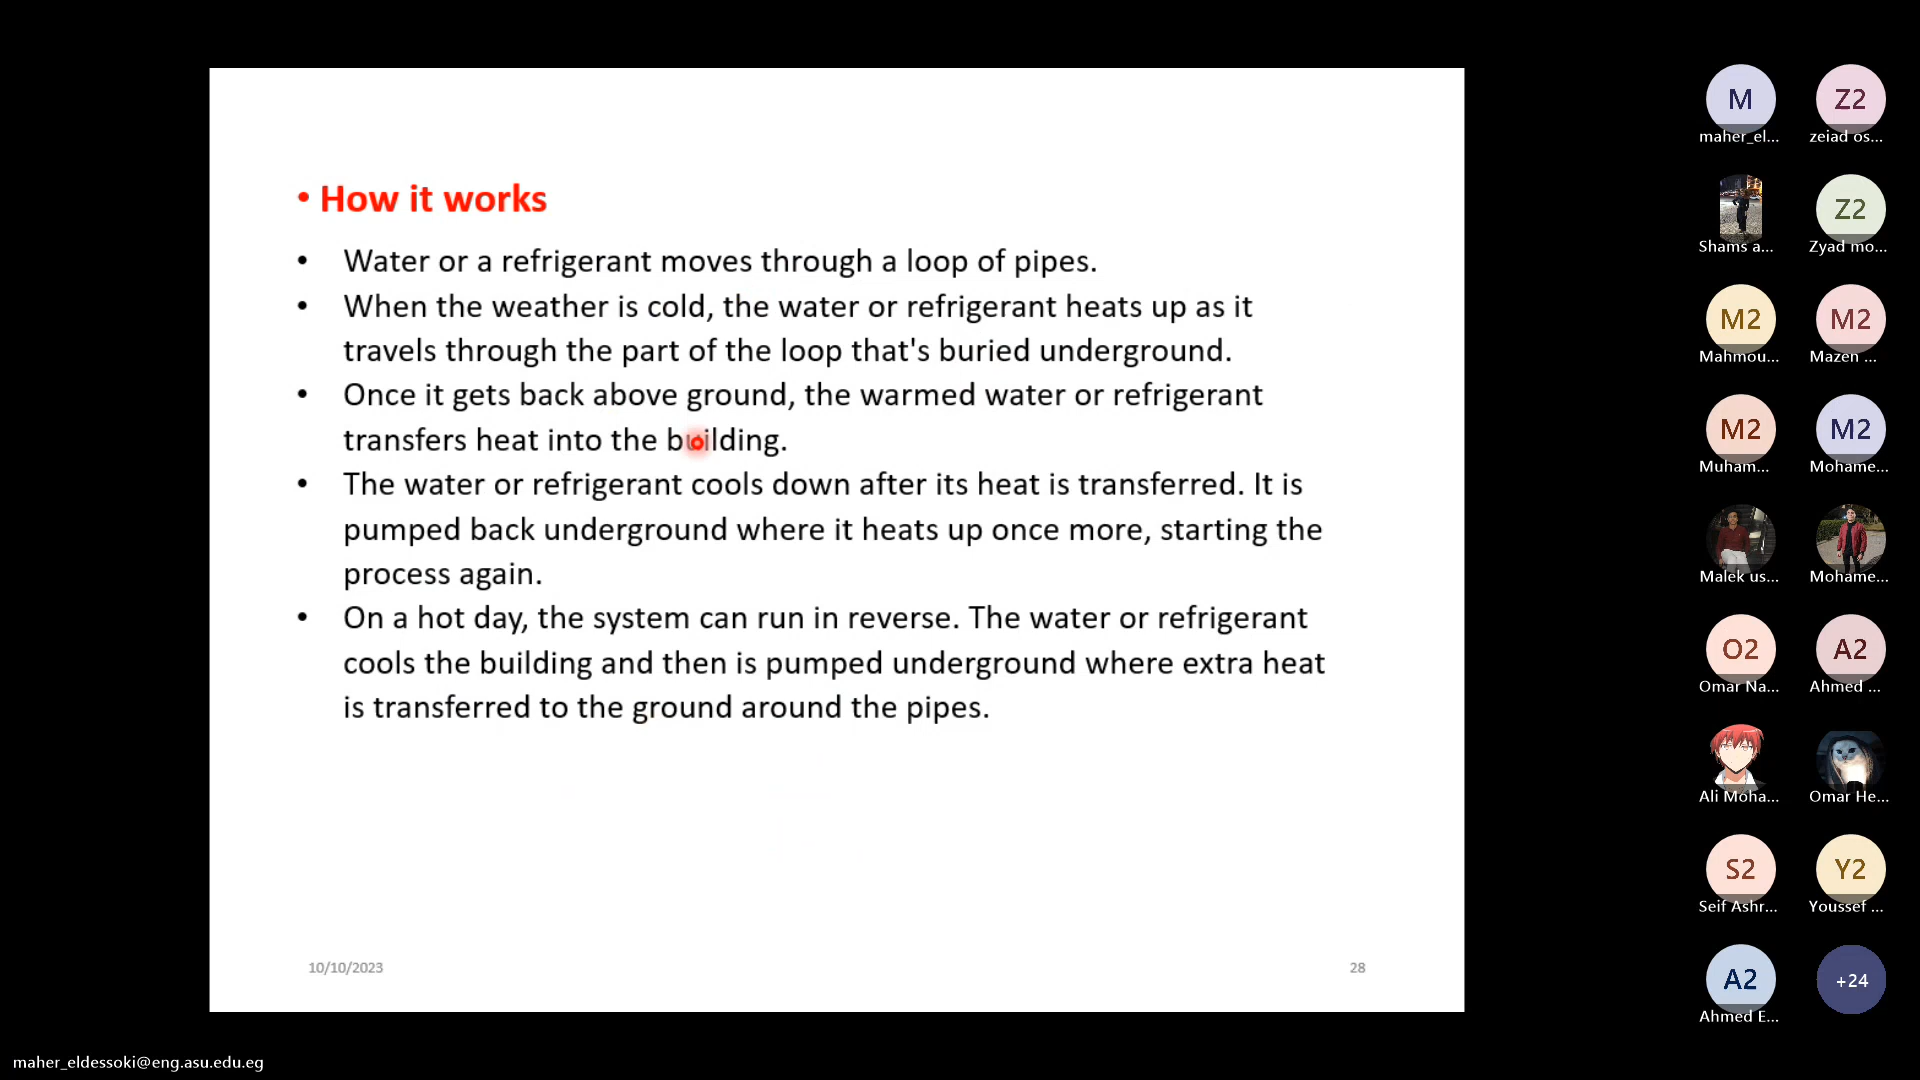 • How it works
• Water or a refrigerant moves through a loop of pipes.
• When the weather is cold, the water or refrigerant heats up as it
travels through the part of the loop that's buried underground.
• Once it gets back above ground, the warmed water or refrigerant
transfers heat into the building.
• The water or refrigerant cools down after its heat is transferred. It is
pumped back underground where it heats up once more, starting the
process again.
• On a hot day, the system can run in reverse. The water or refrigerant
cools the building and then is pumped underground where extra heat
is transferred to the ground around the pipes.
10/10/2023
28
M
Z2
maher_el...
zeiad os...
Z2
Shams a...
Zyad mo...
M2
M2
Mahmou...
Mazen ...
M2
M2
Muham...
Mohame...
Malek us...
Mohame...
O2
A2
Omar Na...
Ahmed ...
Ali Moha...
Omar He...
S2
Y2
Seif Ashr...
Youssef ...
A2
+24
Ahmed E...
maher_eldessoki@eng.asu.edu.eg